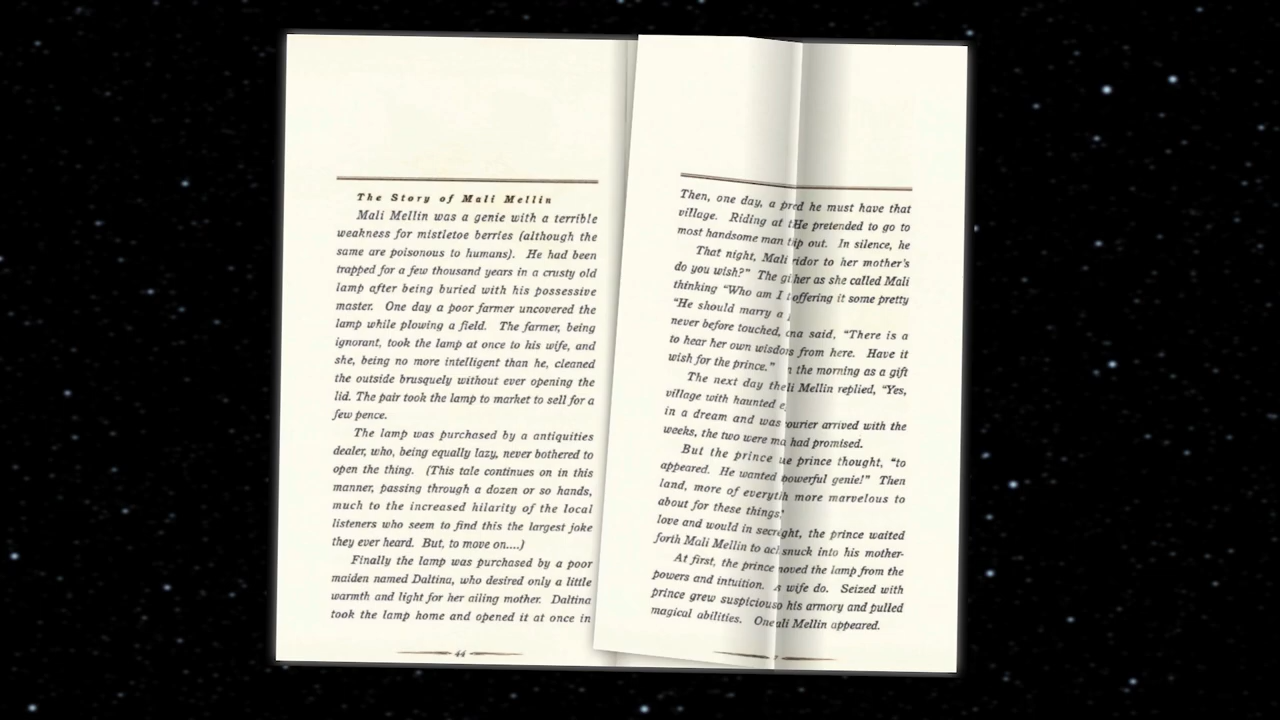 The Story of Mali Mellin
Mali Mellin was a genie with a terrible
weakness for mistletoe berries (although the
same are poisonous to humans). He had been
trapped for a few thousand years in a crusty old
lamp after being buried with his possessive
master. One day a poor farmer uncovered the
lamp while plowing a field. The farmer, being
ignorant, took the lamp at once to his wife, and
she, being no more intelligent than he, cleaned
the outside brusquely without ever opening the
lid. The pair took the lamp to market to sell for a
few pence.
The lamp was purchased by a antiquities
dealer, who, being equally lazy, never bothered to
open the thing. (This tale continues on in this
manner, passing through a dozen or so hands,
much to the increased hilarity of the local
listeners who seem to find this the largest joke
they ever heard. But, to move on....)
Finally the lamp was purchased by a poor
maiden named Daltina, who desired only a little
warmth and light for her ailing mother. Daltina
took the lamp home and opened it at once in
44
Then, one day, a
village. Riding at
most handsome man
That night, Mali
do you wish?" The
thinking "Who am I
"He should marry a
never before touched,
to hear her own
wish for the prince."
The next day the
village with haunted
in a dream and was
weeks, the two were
But the prince
appeared. He wanted
land, more of
about for these things.
love and would in
forth Mali Mellin to
At first, the prince
powers and intuition.
prince grew suspicious
magical abilities. One
he must have that
He pretended to go to
out. In silence, he
to her mother's
as she called Mali
offering it some pretty
said, "There is a
from here. Have it
the morning as a gift
Mellin replied, "Yes,
arrived with the
had promised.
prince thought, "to
powerful genie!" Then
more marvelous to
the prince waited
snuck into his mother-
the lamp from the
wife do. Seized with
his armory and pulled
Mellin appeared.